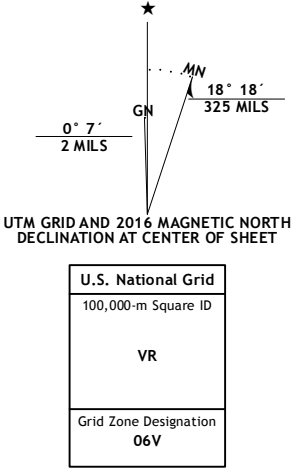 ★
MN
GN
18° 18´
325 MILS
0° 7´
2 MILS
UTM GRID AND 2016 MAGNETIC NORTH
DECLINATION AT CENTER OF SHEET
U.S. National Grid
100,000-m Square ID
VR
Grid Zone Designation
06V